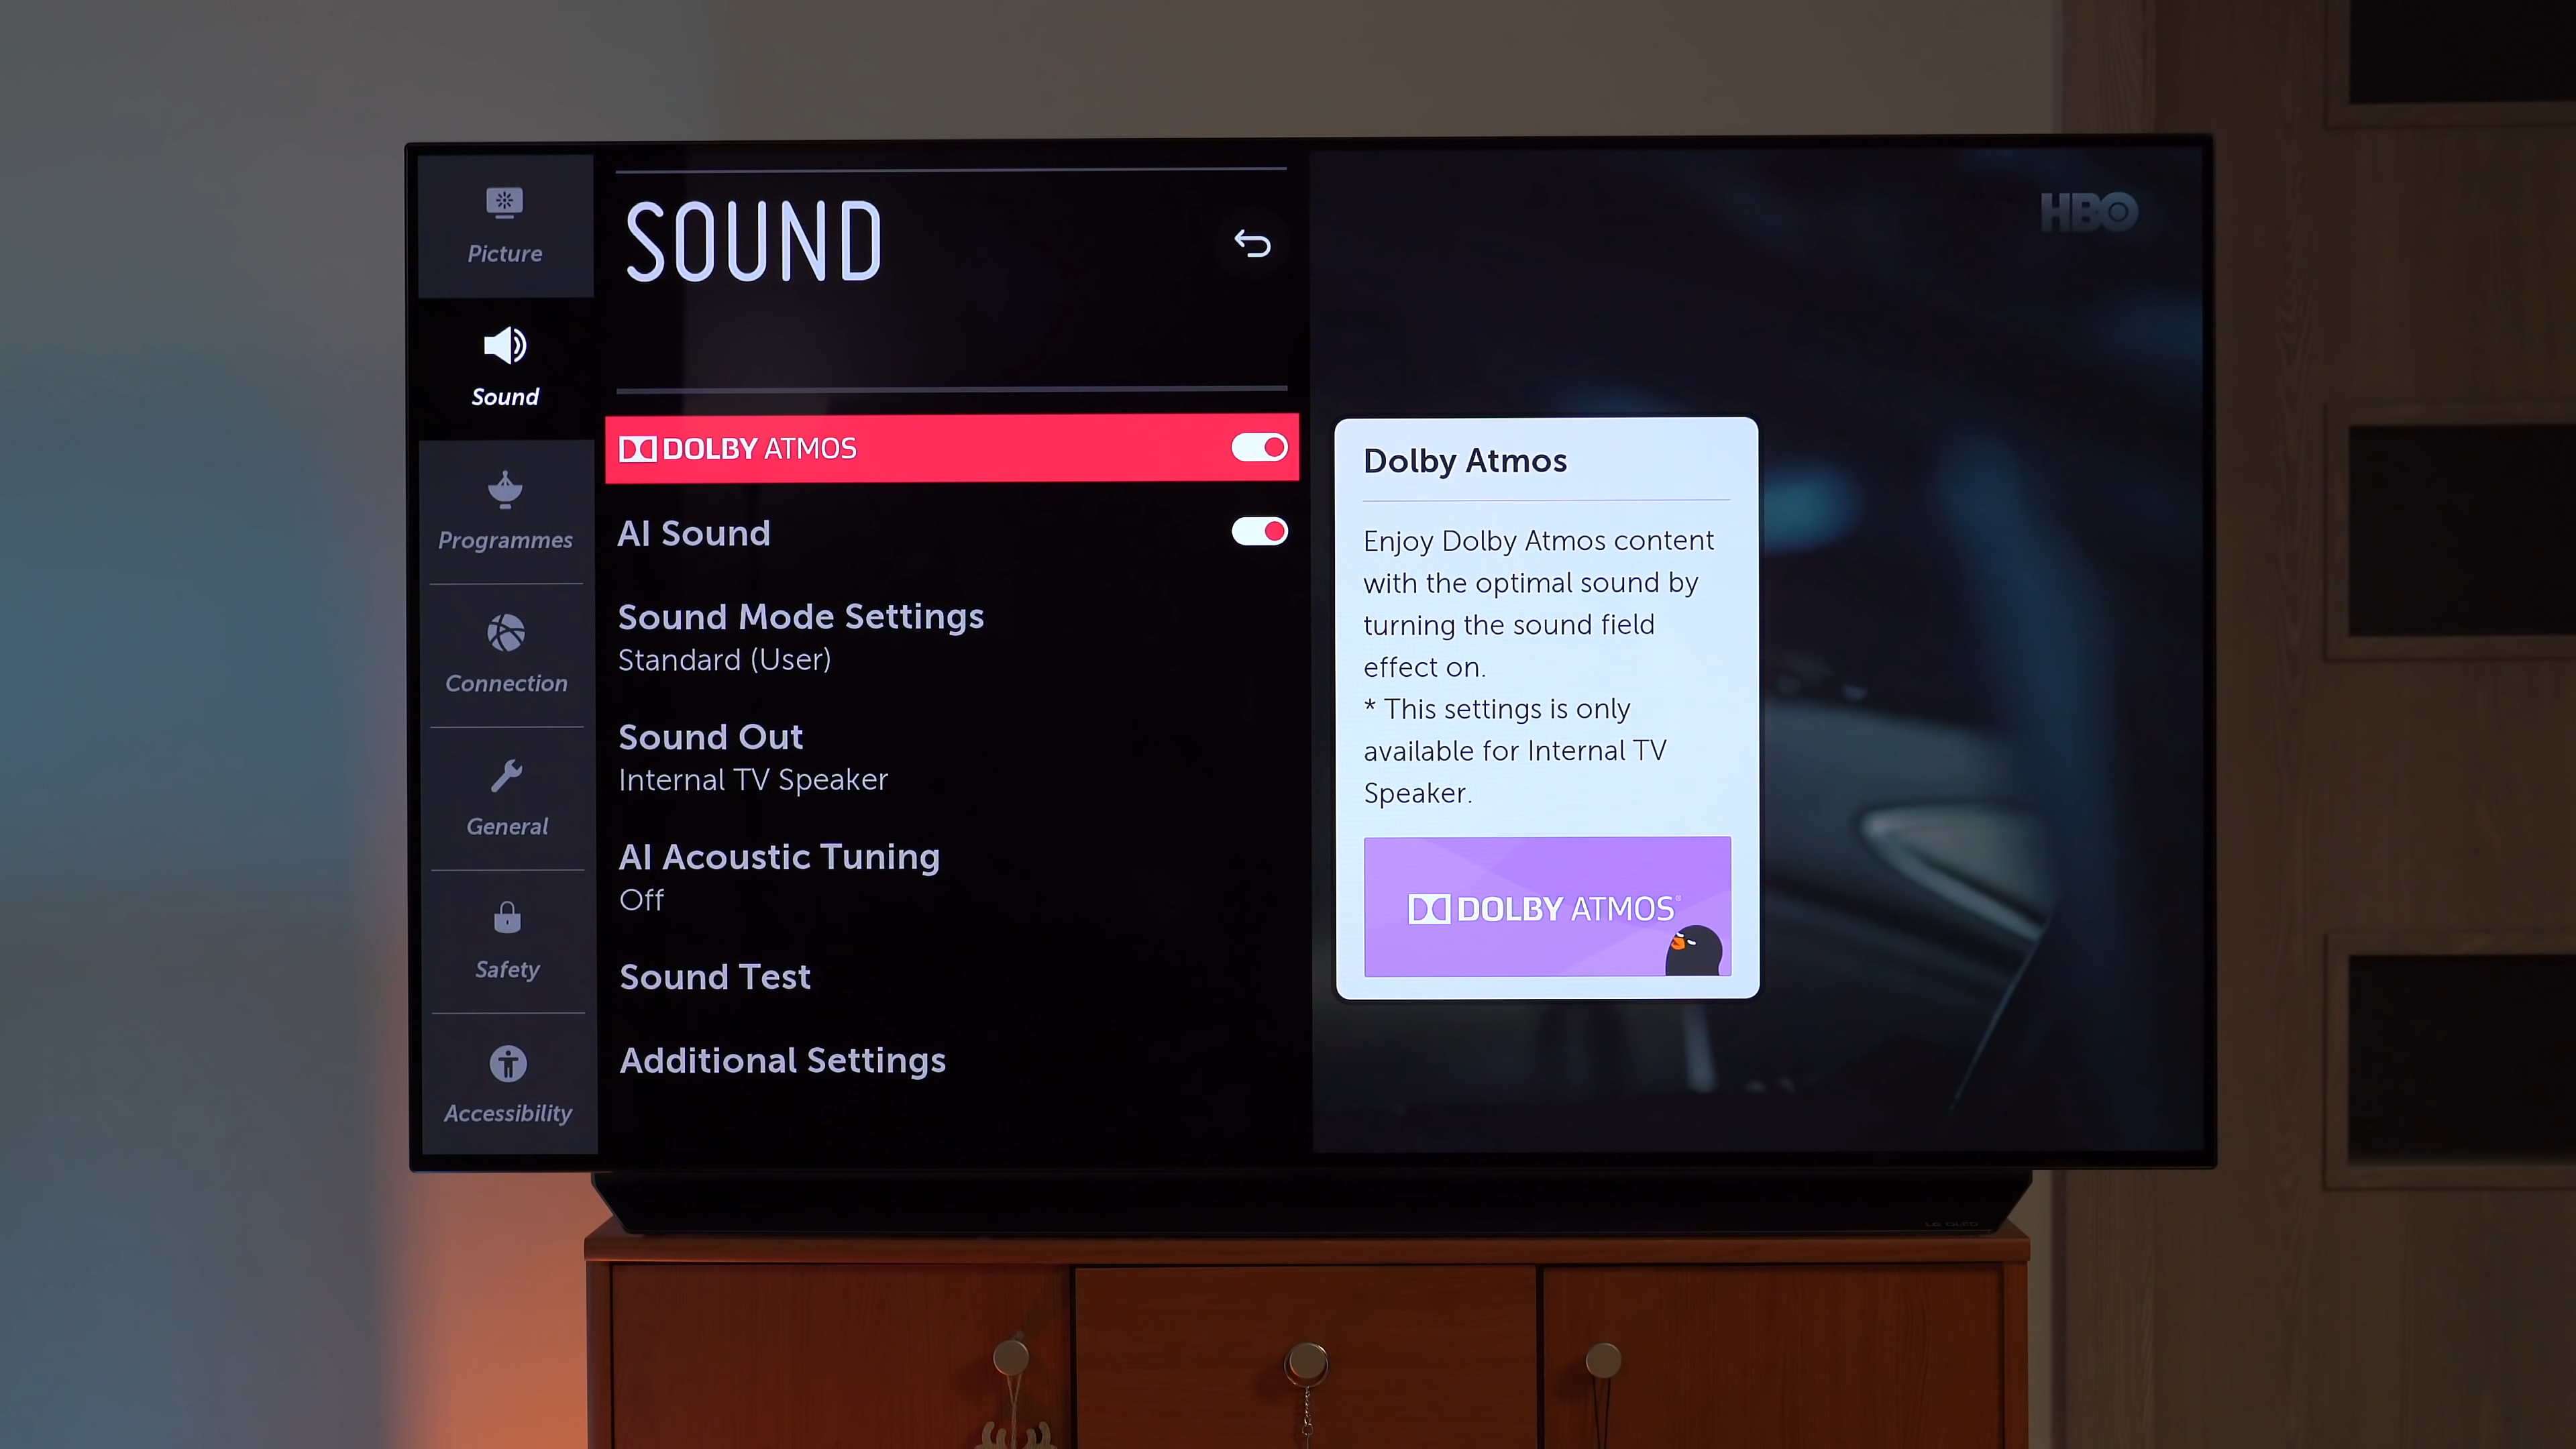 Picture
Sound
Programmes
Connection
General
Safety
Accessibility
SOUND
DOLBY ATMOS
AI Sound
Sound Mode Settings
Standard (User)
Sound Out
Internal TV Speaker
AI Acoustic Tuning
Off
Sound Test
Additional Settings
HBO
Dolby Atmos
Enjoy Dolby Atmos content
with the optimal sound by
turning the sound field
effect on.
* This settings is only
available for Internal TV
Speaker.
DOLBY ATMOS®
LG OLED